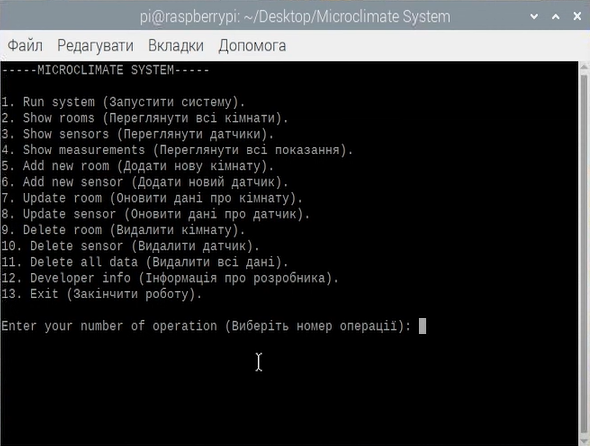 pi@raspberrypi: ~/Desktop/Microclimate System
Файл Редагувати Вкладки Допомога
-----MICROCLIMATE SYSTEM-----
1. Run system (Запустити систему).
2. Show rooms (Переглянути всі кімнати).
3. Show sensors (Переглянути датчики).
4. Show measurements (Переглянути всі показання).
5. Add new room (Додати нову кімнату).
6. Add new sensor (Додати новий датчик).
7. Update room (Оновити дані про кімнату).
8. Update sensor (Оновити дані про датчик).
9. Delete room (Видалити кімнату).
10. Delete sensor (Видалити датчик).
11. Delete all data (Видалити всі дані).
12. Developer info (Інформація про розробника).
13. Exit (Закінчити роботу).
Enter your number of operation (Виберіть номер операції):